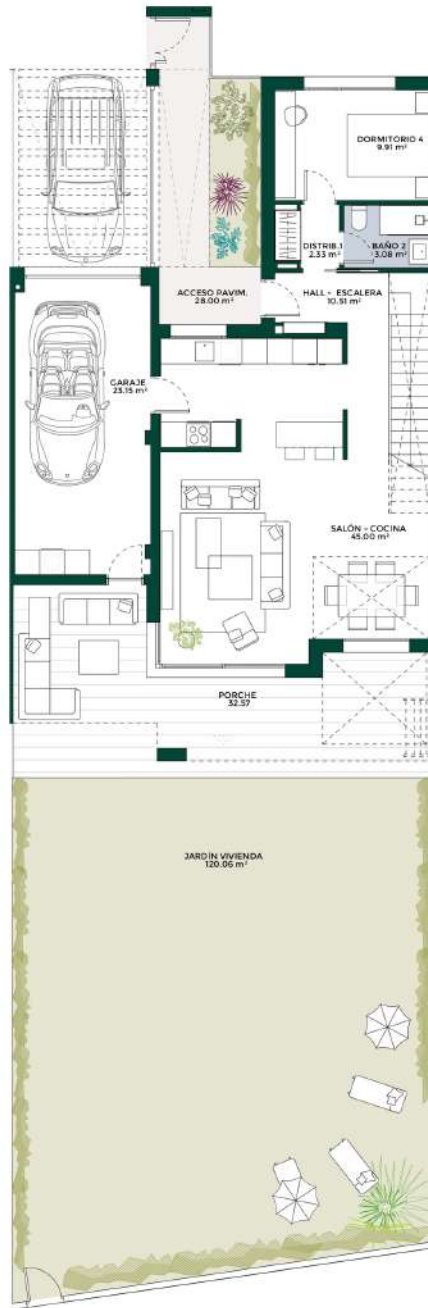 DORMITORIO 4
9.91 m²
DISTRIB.1
2.33 m²
BAÑO 2
3.08 m²
ACCESO PAVIM.
28.00 m²
HALL - ESCALERA
10.51 m²
GARAJE
23.15 m²
SALÓN - COCINA
45.00 m²
PORCHE
32.57
JARDÍN VIVIENDA
120.06 m²